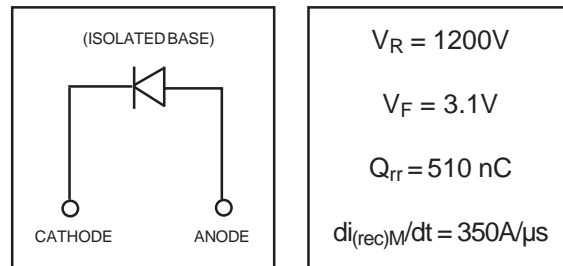 (ISOLATED BASE)
CATHODE
ANODE
V_R = 1200V
V_F = 3.1V
Q_rr = 510 nC
di_(rec)M/dt = 350A/µs